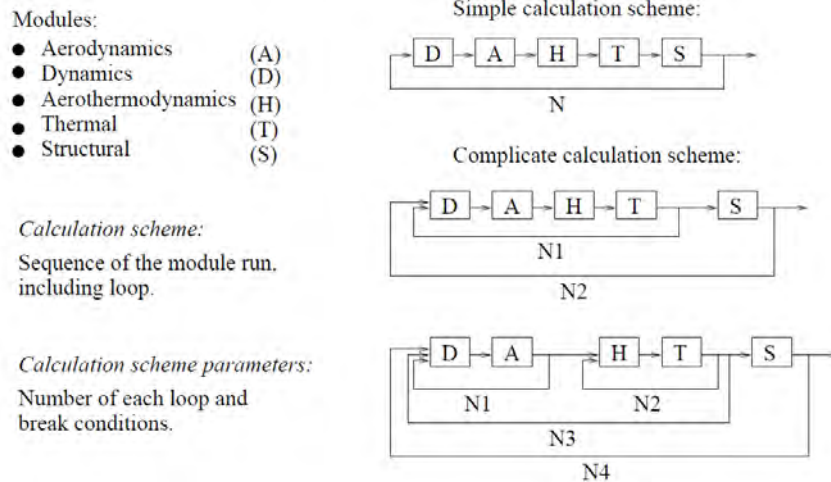 Modules:
● Aerodynamics (A)
● Dynamics (D)
● Aerothermodynamics (H)
● Thermal (T)
● Structural (S)
Calculation scheme:
Sequence of the module run,
including loop.
Calculation scheme parameters:
Number of each loop and
break conditions.
Simple calculation scheme:
D A H T S
N
Complicate calculation scheme:
D A H T S
N1
N2
D A H T S
N1 N2
N3
N4